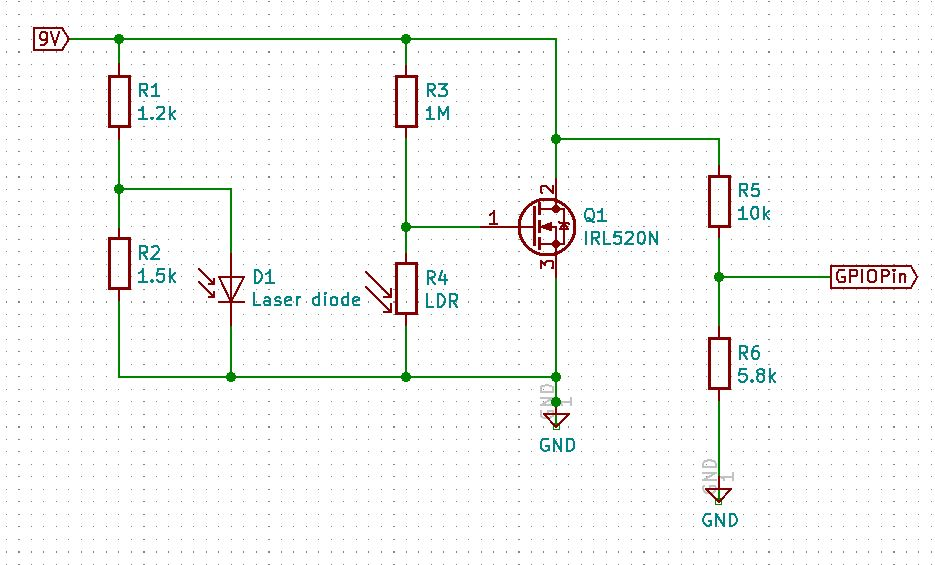 9V
R1
1.2k
R3
1M
R2
1.5k
D1
Laser diode
R4
LDR
1
2
3
Q1
IRL520N
R5
10k
GPIOPin
R6
5.8k
GND
1
GND
GND
1
GND